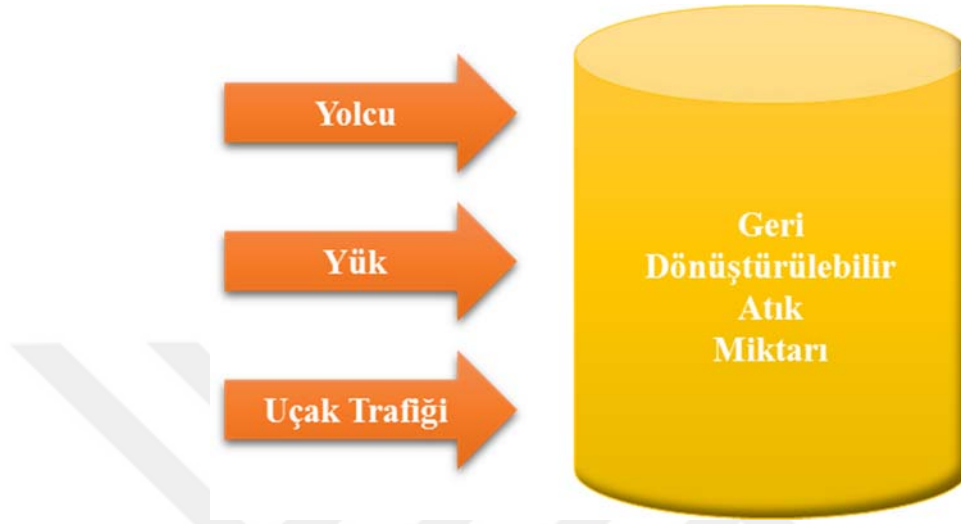 Yolcu
Yük
Uçak Trafiği
Geri
Dönüştürülebilir
Atık
Miktarı